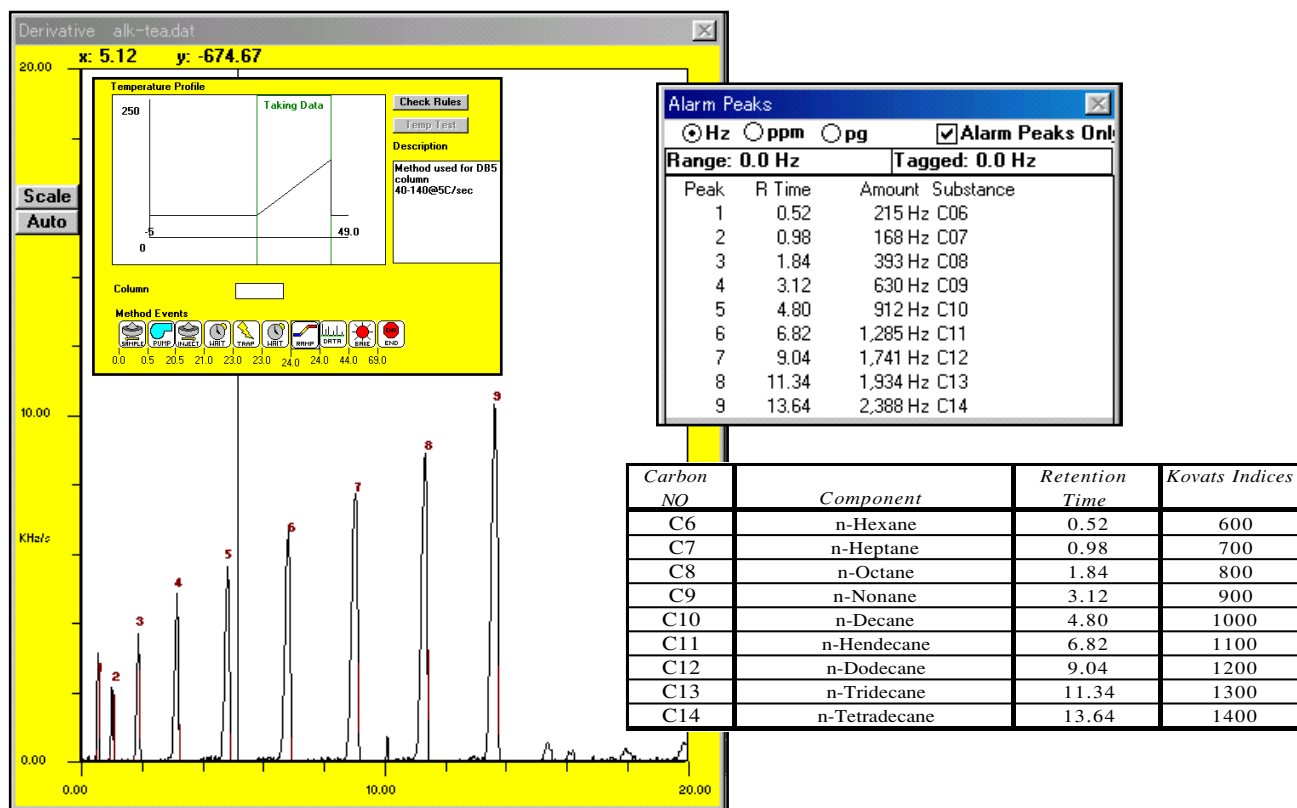 Derivative alk-tea.dat
x: 5.12 y: -674.67
20.00
Temperature Profile
250
Taking Data
-5
49.0
0
Check Rules
Temp Test
Description
Method used for DB5
column
40-140@5C/sec
Scale
Auto
Column
Method Events
SAMPLE PUMP INJECT WAIT TRAP WAIT RAMP DATA BAKE END
0.0 0.5 20.5 21.0 23.0 23.0 24.0 24.0 44.0 69.0
10.00
KHz/s
0.00
1 2 3 4 5 6 7 8 9
0.00 10.00 20.00
Alarm Peaks
Hz ppm pg Alarm Peaks Onl
Range: 0.0 Hz Tagged: 0.0 Hz
Peak R Time Amount Substance
1 0.52 215 Hz C06
2 0.98 168 Hz C07
3 1.84 393 Hz C08
4 3.12 630 Hz C09
5 4.80 912 Hz C10
6 6.82 1,285 Hz C11
7 9.04 1,741 Hz C12
8 11.34 1,934 Hz C13
9 13.64 2,388 Hz C14
Carbon Retention Kovats Indices
NO Component Time
C6 n-Hexane 0.52 600
C7 n-Heptane 0.98 700
C8 n-Octane 1.84 800
C9 n-Nonane 3.12 900
C10 n-Decane 4.80 1000
C11 n-Hendecane 6.82 1100
C12 n-Dodecane 9.04 1200
C13 n-Tridecane 11.34 1300
C14 n-Tetradecane 13.64 1400